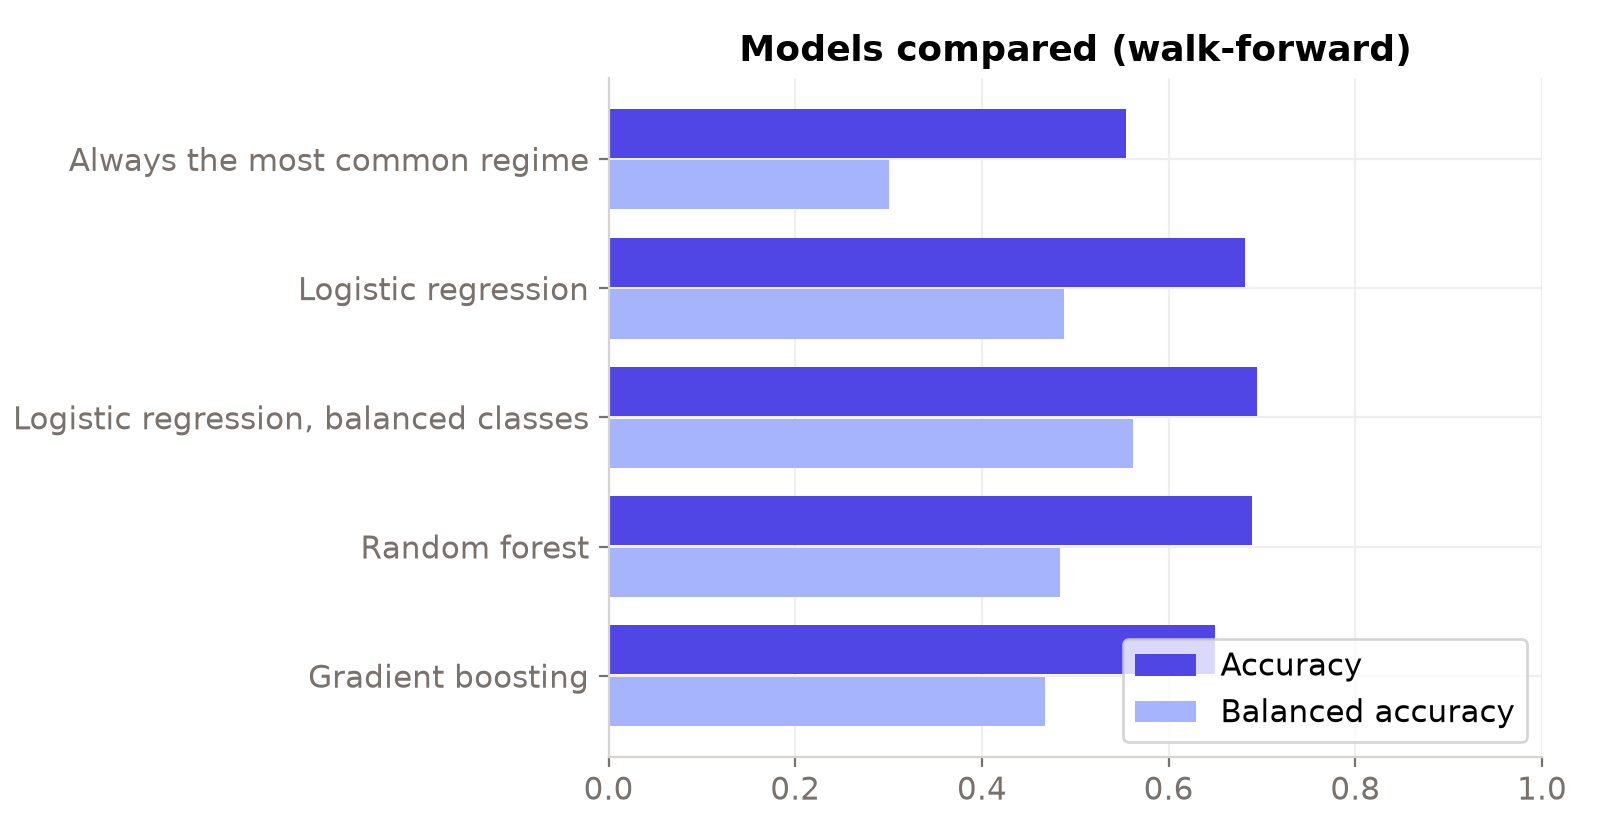 Models compared (walk-forward)
Always the most common regime
Logistic regression
Logistic regression, balanced classes
Random forest
Gradient boosting
Accuracy
Balanced accuracy
0.0 0.2 0.4 0.6 0.8 1.0